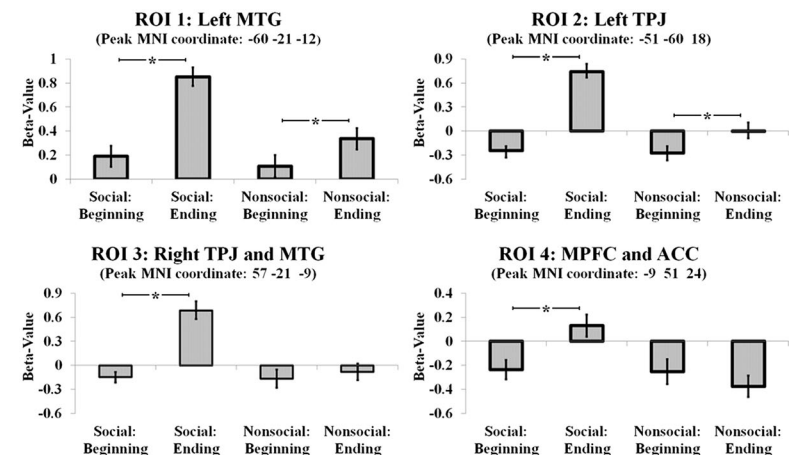 ROI 1: Left MTG
(Peak MNI coordinate: -60 -21 -12)
Beta-Value
1
0.8
0.6
0.4
0.2
0
*
*
Social: Beginning
Social: Ending
Nonsocial: Beginning
Nonsocial: Ending
ROI 2: Left TPJ
(Peak MNI coordinate: -51 -60 18)
Beta-Value
0.9
0.6
0.3
0
-0.3
-0.6
*
*
Social: Beginning
Social: Ending
Nonsocial: Beginning
Nonsocial: Ending
ROI 3: Right TPJ and MTG
(Peak MNI coordinate: 57 -21 -9)
Beta-Value
0.9
0.6
0.3
0
-0.3
-0.6
*
Social: Beginning
Social: Ending
Nonsocial: Beginning
Nonsocial: Ending
ROI 4: MPFC and ACC
(Peak MNI coordinate: -9 51 24)
Beta-Value
0.4
0.2
0
-0.2
-0.4
-0.6
*
Social: Beginning
Social: Ending
Nonsocial: Beginning
Nonsocial: Ending